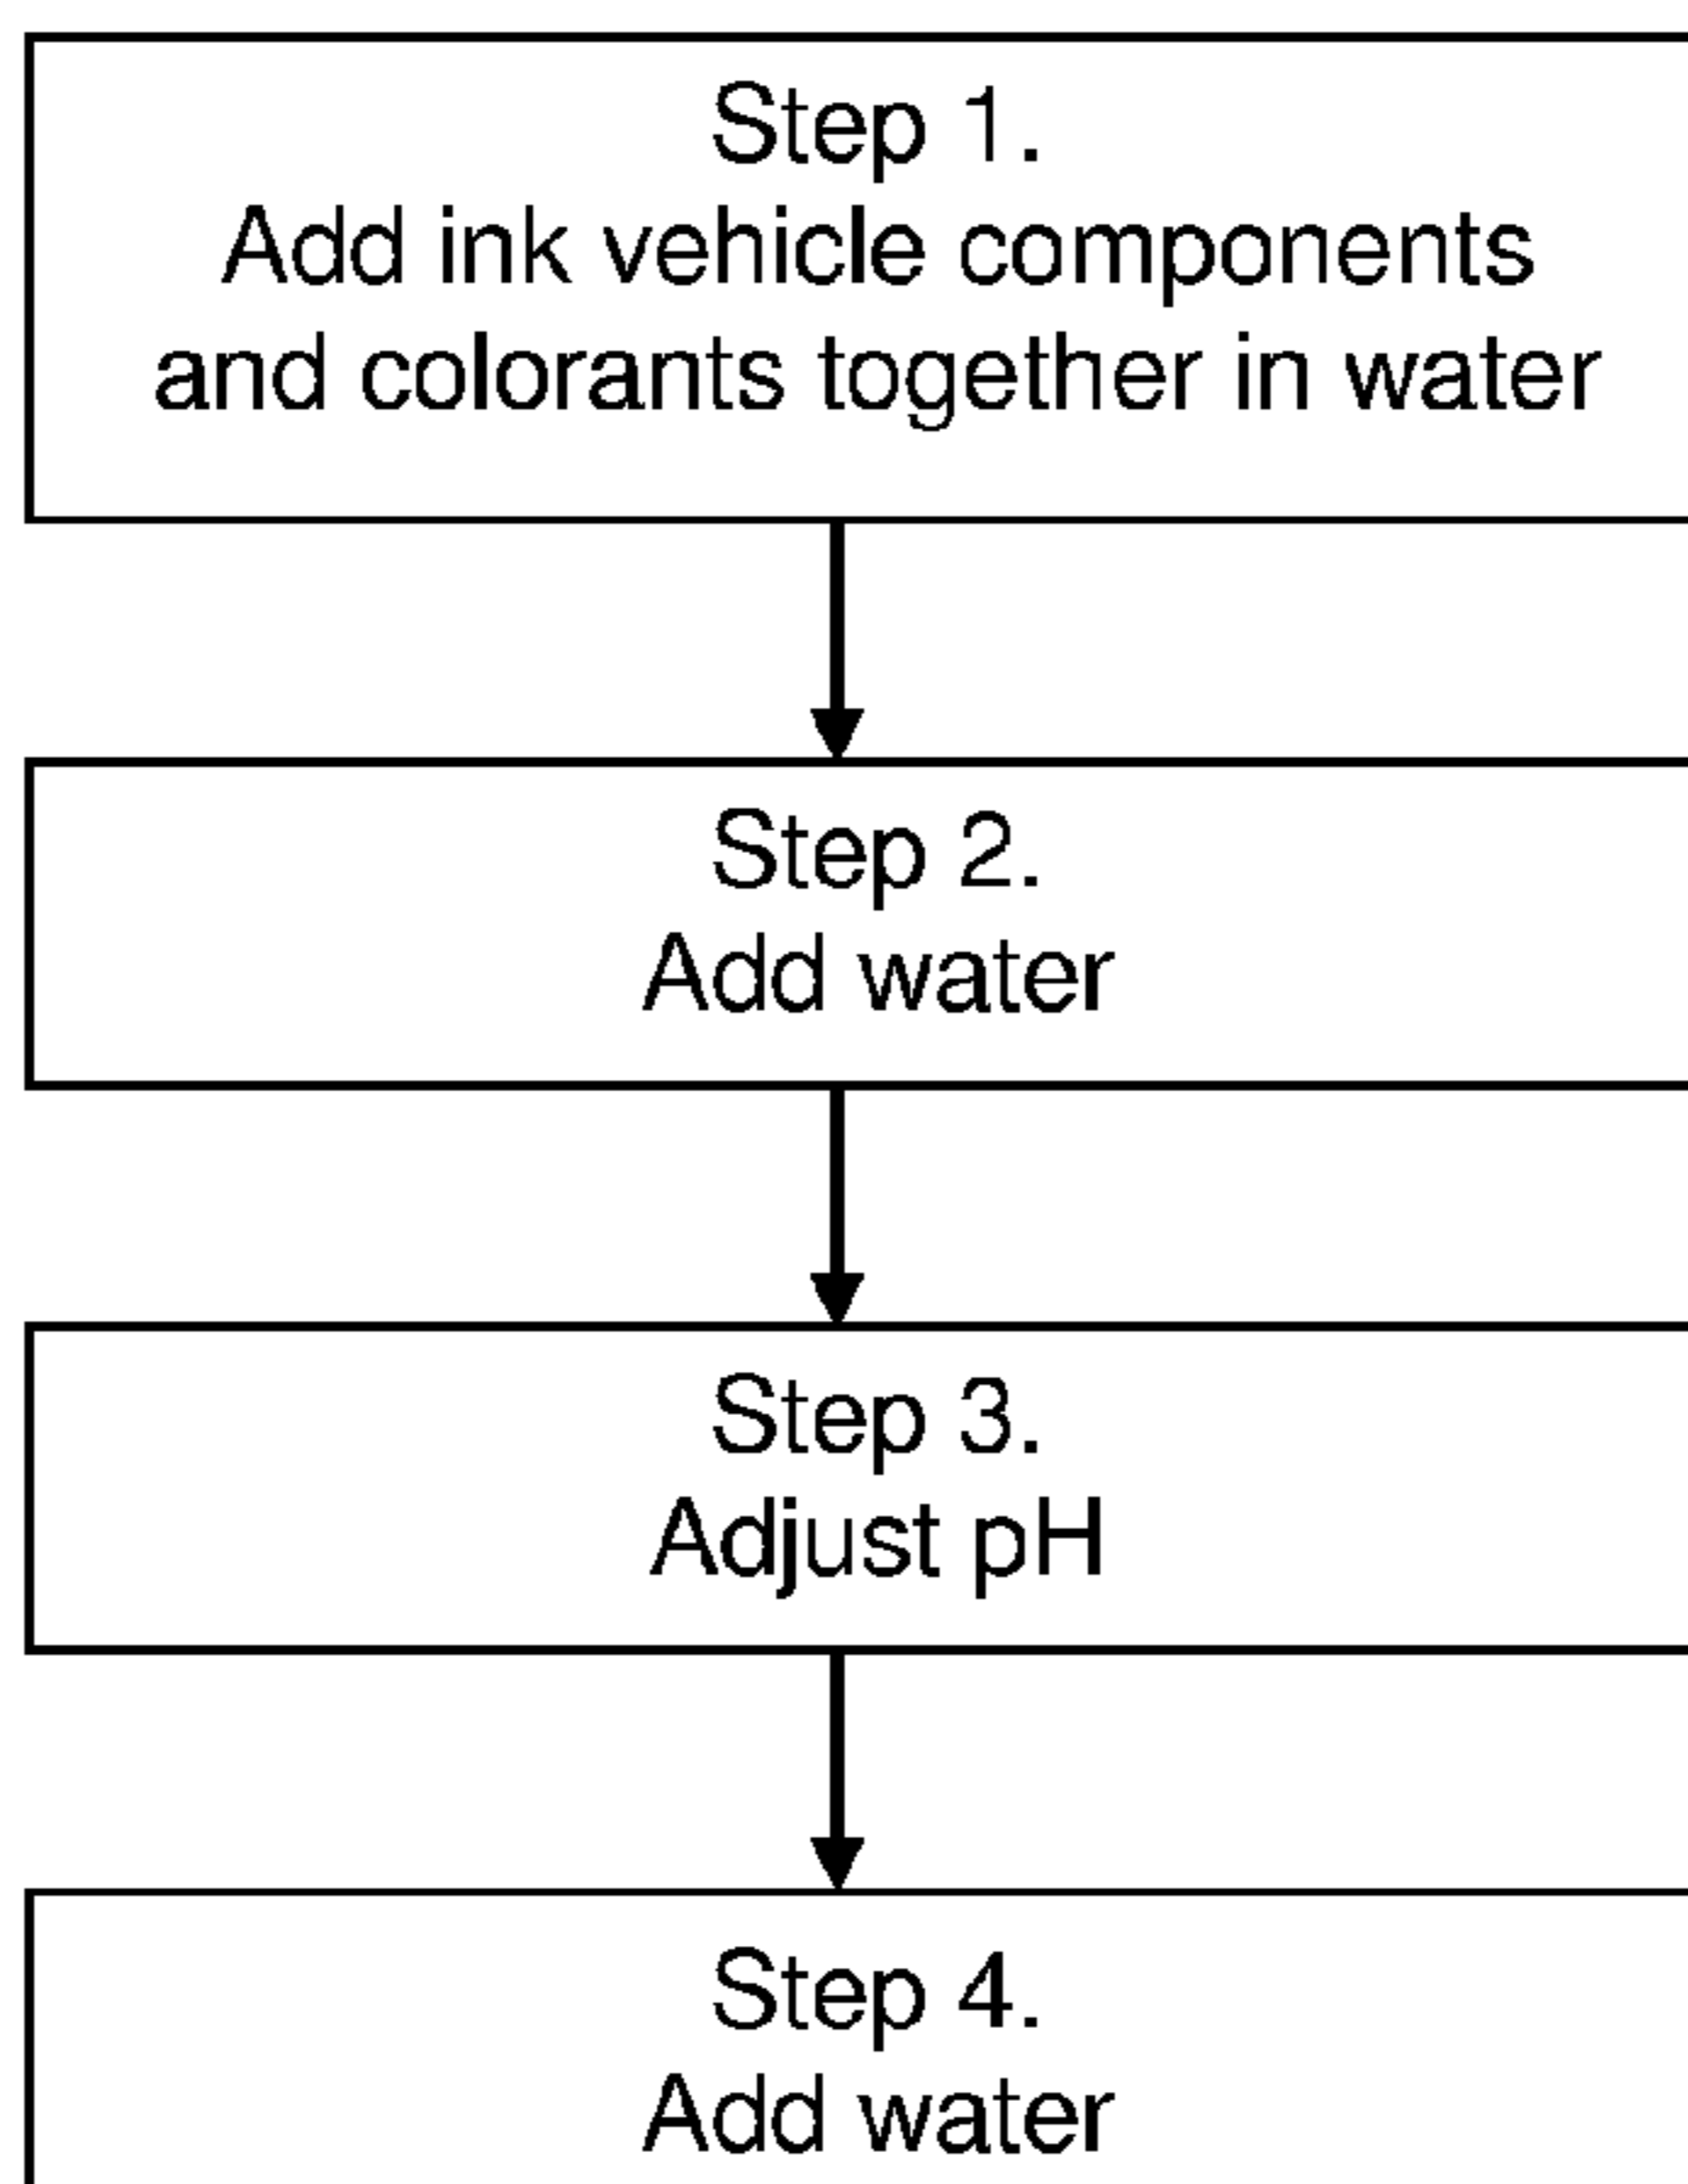 Step 1.
Add ink vehicle components
and colorants together in water
Step 2.
Add water
Step 3.
Adjust pH
Step 4.
Add water